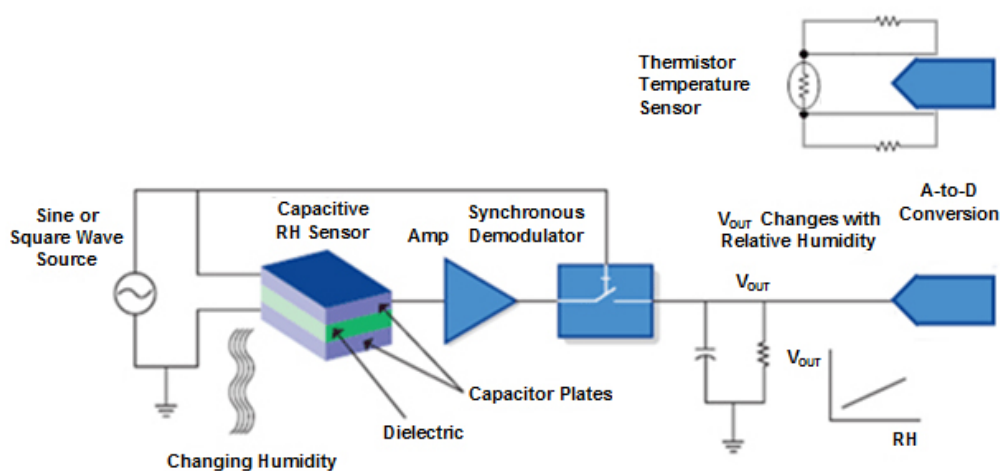 Thermistor
Temperature
Sensor
Sine or
Square Wave
Source
Capacitive
RH Sensor
Amp
Synchronous
Demodulator
V_OUT Changes with
Relative Humidity
A-to-D
Conversion
V_OUT
V_OUT
RH
Capacitor Plates
Dielectric
Changing Humidity